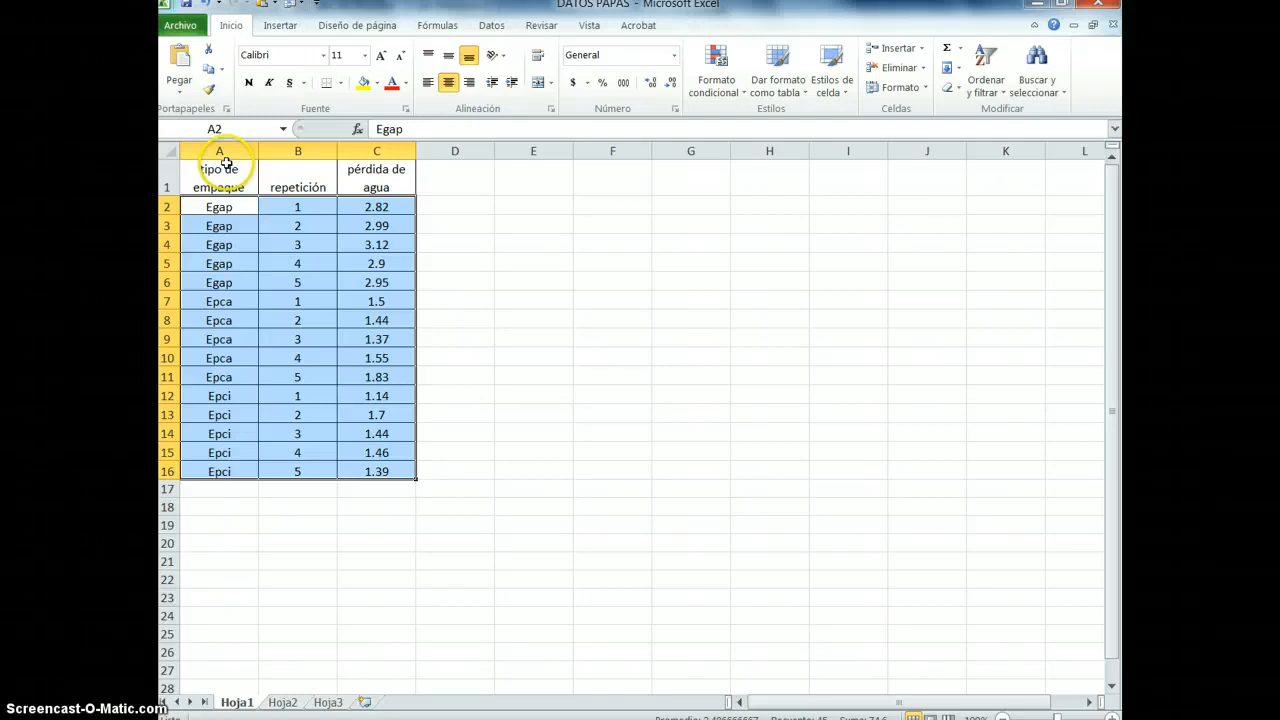 DATOS PAPAS - Microsoft Excel
Archivo Inicio Insertar Diseño de página Fórmulas Datos Revisar Vista Acrobat
Calibri 11 General
Pegar N K S $ % 000
Formato condicional Dar formato como tabla Estilos de celda
Insertar Eliminar Formato
Σ Ordenar y filtrar Buscar y seleccionar
Portapapeles Fuente Alineación Número Estilos Celdas Modificar
A2 fx Egap
A B C D E F G H I J K L
1 tipo de empaque repetición pérdida de agua
2 Egap 1 2.82
3 Egap 2 2.99
4 Egap 3 3.12
5 Egap 4 2.9
6 Egap 5 2.95
7 Epca 1 1.5
8 Epca 2 1.44
9 Epca 3 1.37
10 Epca 4 1.55
11 Epca 5 1.83
12 Epci 1 1.14
13 Epci 2 1.7
14 Epci 3 1.44
15 Epci 4 1.46
16 Epci 5 1.39
17
18
19
20
21
22
23
24
25
26
27
28
Hoja1 Hoja2 Hoja3
Screencast-O-Matic.com